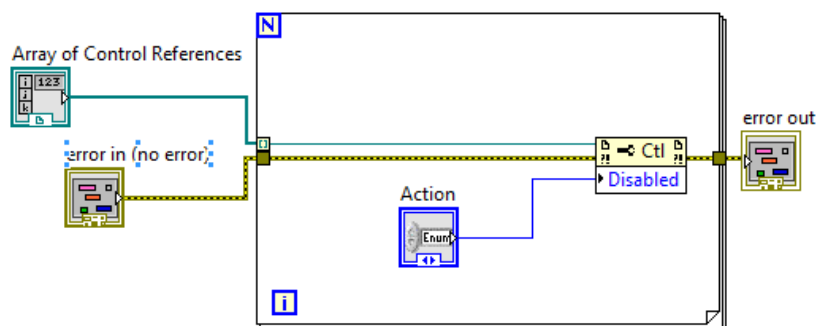 N
Array of Control References
i
j
k
123
error in (no error)
Action
Enum
Ctl
?!
?!
Disabled
error out
i